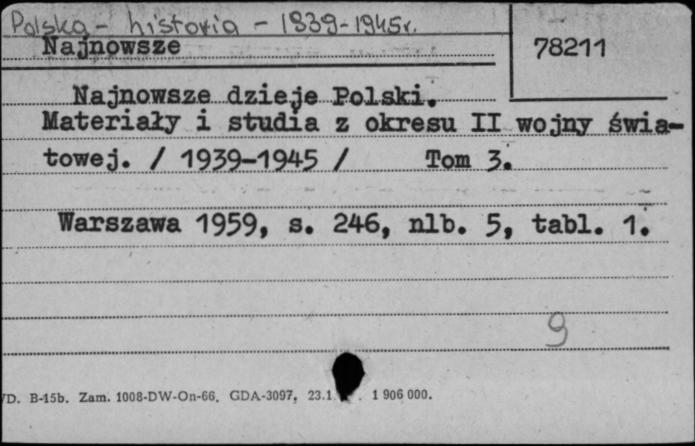 Polska - historia - 1939-1945r.
Najnowsze
78211
Najnowsze dzieje Polski.
Materiały i studia z okresu II wojny świa-
towej. / 1939-1945 / Tom 3.
Warszawa 1959, s. 246, nlb. 5, tabl. 1.
9
D. B-15b. Zam. 1008-DW-On-66. GDA-3097, 23.1 1 906 000.